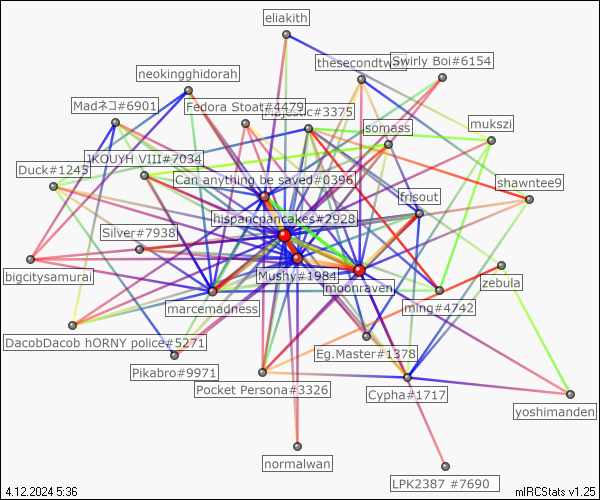 eliakith
thesecondtw
Swirly Boi#6154
neokingghidorah
Madネコ#6901
Fedora Stoat#4479
majestic#3375
somass
mukszi
Duck#1245
JKOUYH VIII#7034
Can anything be saved#0396
shawntee9
frisout
hispancpancakes#2928
Silver#7938
bigcitysamurai
Mushy#1984
moonraven
zebula
marcemadness
ming#4742
DacobDacob hORNY police#5271
Eg.Master#1378
Pikabro#9971
Pocket Persona#3326
Cypha#1717
yoshimanden
normalwan
LPK2387 #7690
4.12.2024 5:36
mIRCStats v1.25